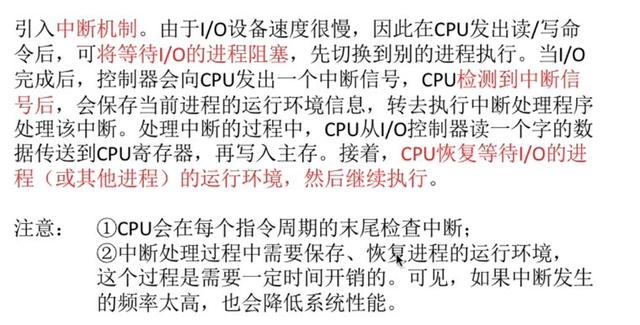 引入中断机制。由于I/O设备速度很慢，因此在CPU发出读/写命
令后，可将等待I/O的进程阻塞，先切换到别的进程执行。当I/O
完成后，控制器会向CPU发出一个中断信号，CPU检测到中断信
号后，会保存当前进程的运行环境信息，转去执行中断处理程序
处理该中断。处理中断的过程中，CPU从I/O控制器读一个字的数
据传送到CPU寄存器，再写入主存。接着，CPU恢复等待I/O的进
程（或其他进程）的运行环境，然后继续执行。
注意： ①CPU会在每个指令周期的末尾检查中断；
②中断处理过程中需要保存、恢复进程的运行环境，
这个过程是需要一定时间开销的。可见，如果中断发生
的频率太高，也会降低系统性能。